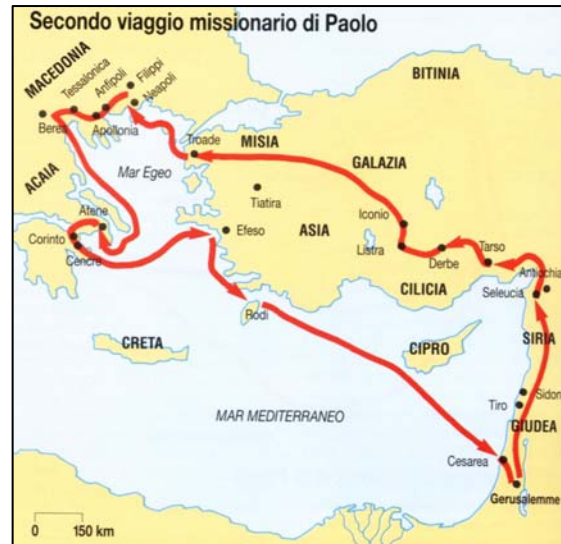 Secondo viaggio missionario di Paolo
MACEDONIA
Tessalonica
Anfipoli
Filippi
Neapoli
BITINIA
Berea
Apollonia
Troade
MISIA
GALAZIA
Mar Egeo
ACAIA
Tiatira
Atene
Iconio
Corinto
Efeso
ASIA
Listra
Derbe
Tarso
Antiochia
Cencre
CILICIA
Seleucia
Rodi
SIRIA
CRETA
CIPRO
Sidon
Tiro
MAR MEDITERRANEO
GIUDEA
Cesarea
Gerusalemme
0 150 km